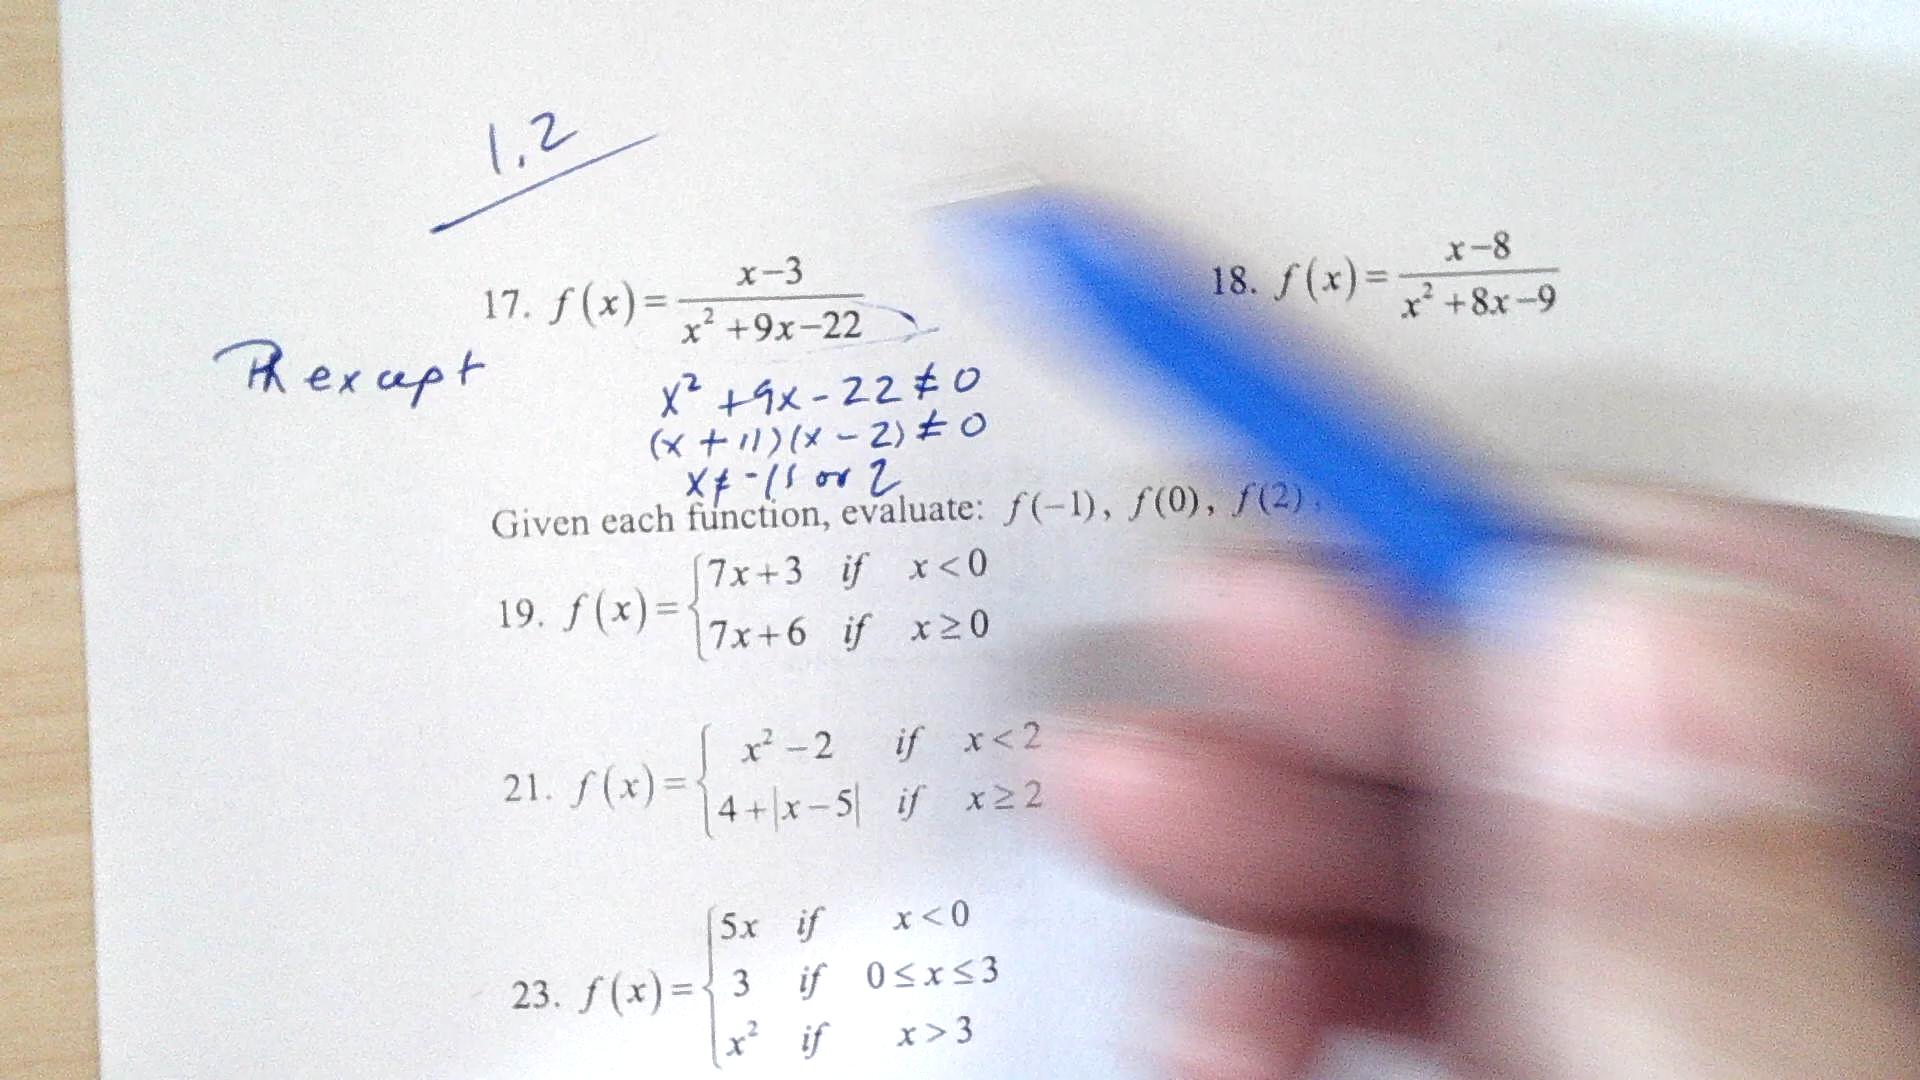 1.2
17. f(x)= x-3 / x² +9x-22
18. f(x)= x-8 / x² +8x-9
R except
x² +9x - 22 ≠ 0
(x + 11)(x - 2) ≠ 0
x ≠ -11 or 2
Given each function, evaluate: f(-1), f(0), f(2)
19. f(x)= { 7x+3 if x<0
7x+6 if x≥0
21. f(x)= { x² -2 if x<2
4+|x-5| if x≥2
23. f(x)= { 5x if x<0
3 if 0≤x≤3
x² if x>3